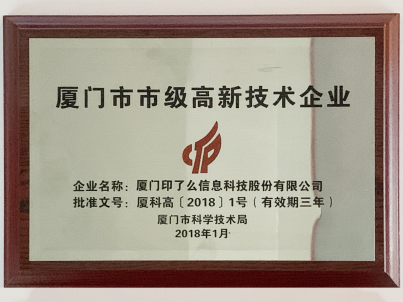 厦门市市级高新技术企业
企业名称：厦门印了么信息科技股份有限公司
批准文号：厦科高〔2018〕1号（有效期三年）
厦门市科学技术局
2018年1月